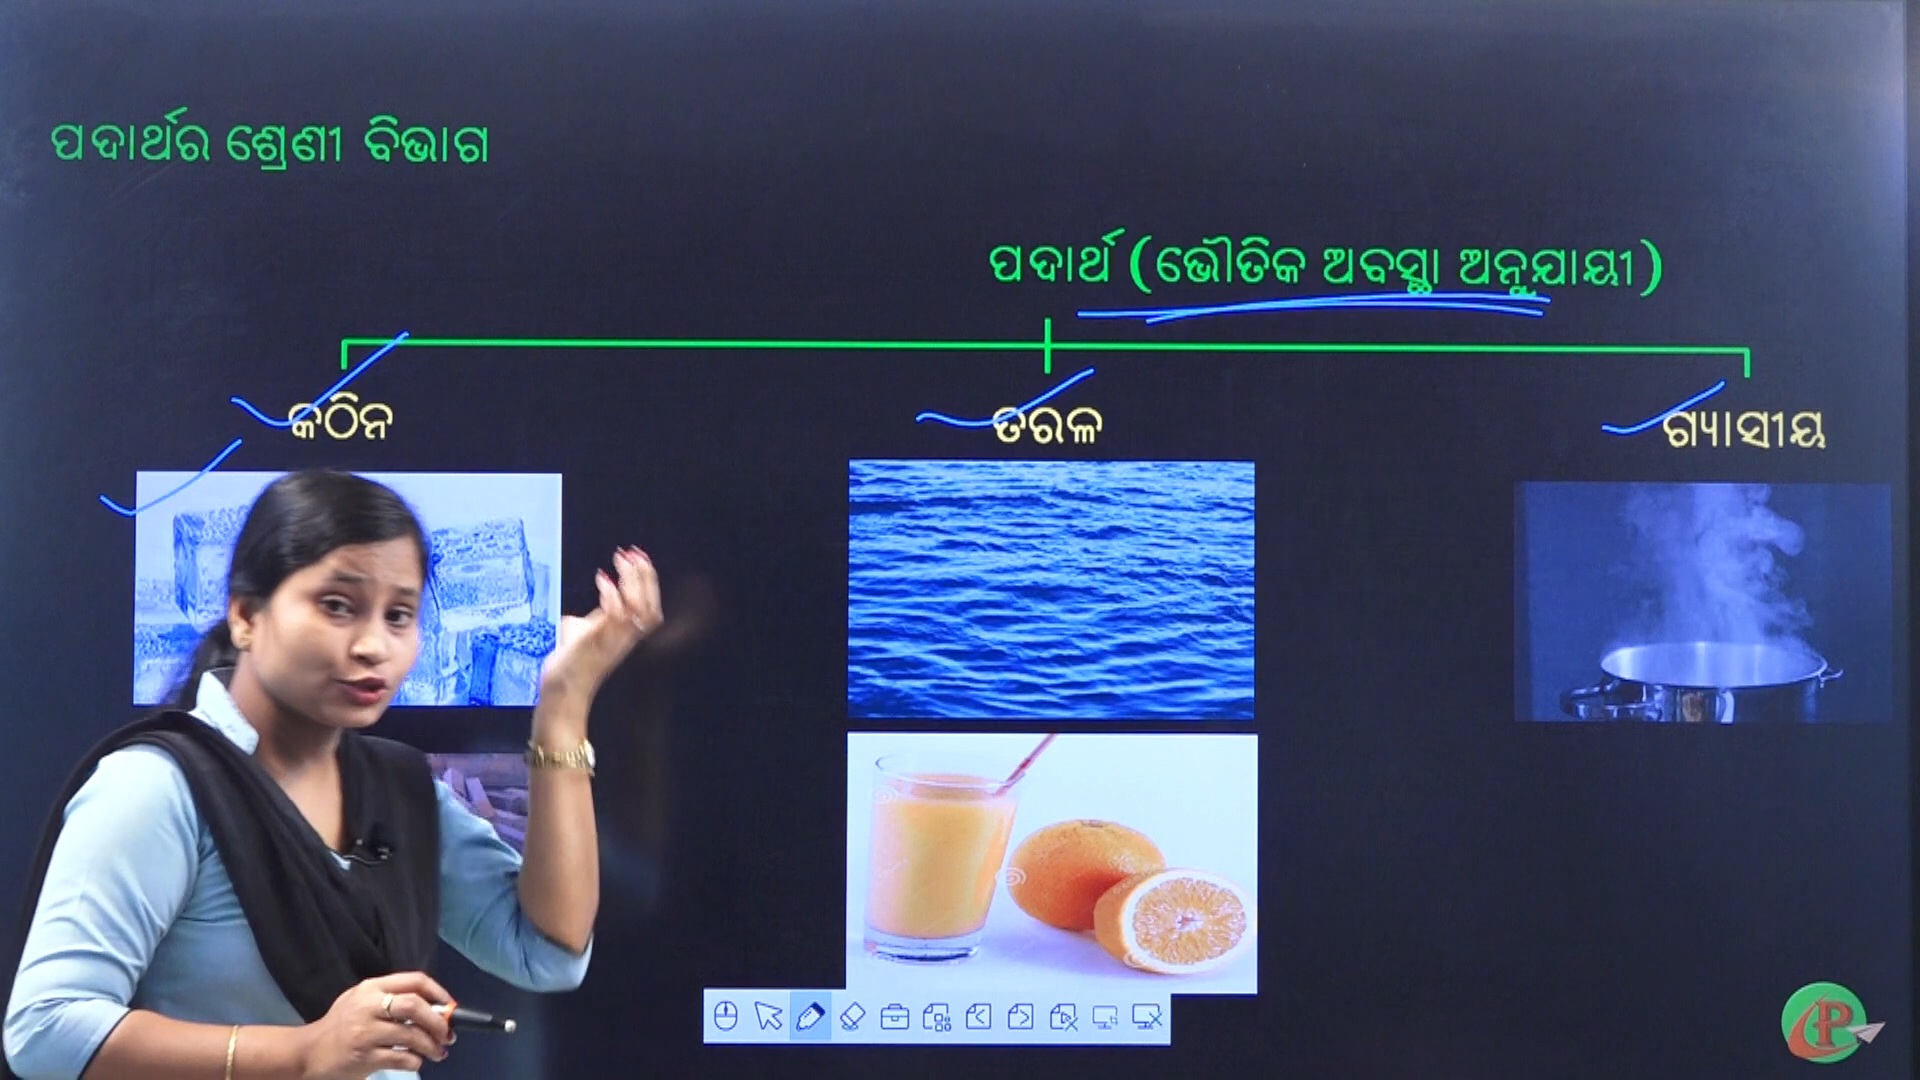 ପଦାର୍ଥର ଶ୍ରେଣୀ ବିଭାଗ
ପଦାର୍ଥ (ଭୌତିକ ଅବସ୍ଥା ଅନୁଯାୟୀ)
କଠିନ ତରଳ ଗ୍ୟାସୀୟ
P